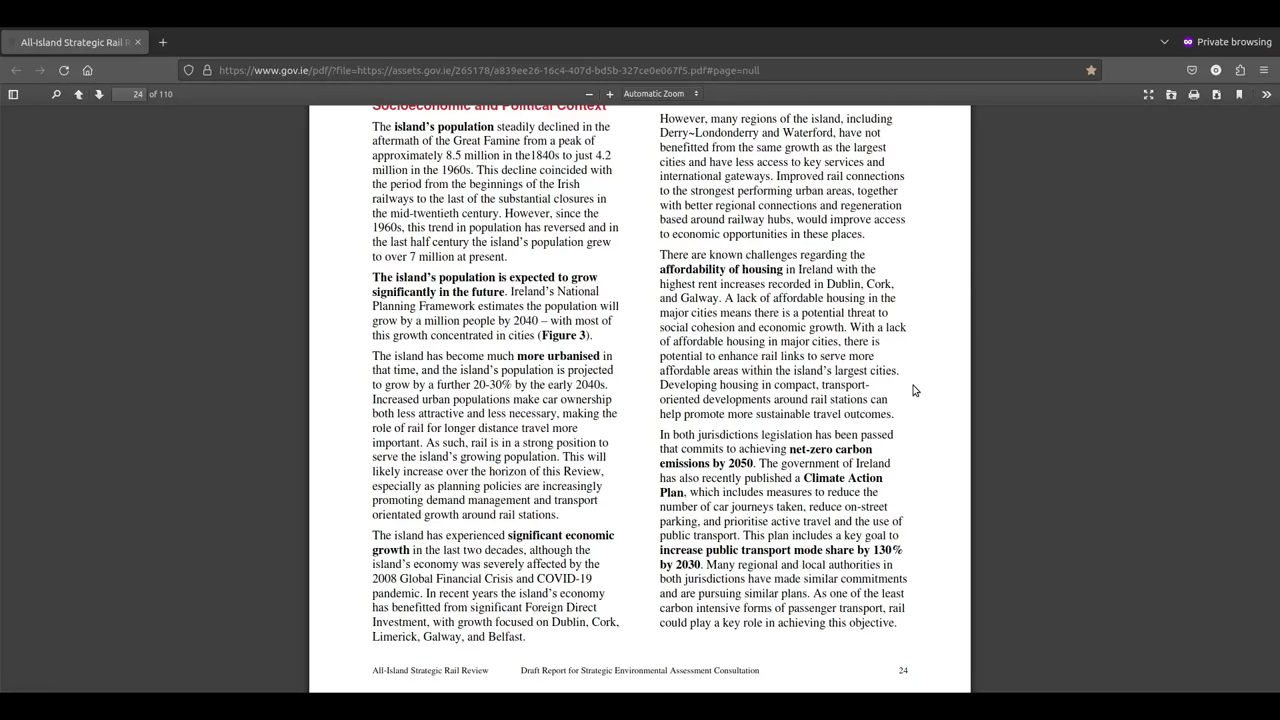 All-Island Strategic Rail R
Private browsing
https://www.gov.ie/pdf/?file=https://assets.gov.ie/265178/a839ee26-16c4-407d-bd5b-327ce0e067f5.pdf#page=null
24 of 110
Automatic Zoom
Socioeconomic and Political Context
The island's population steadily declined in the
aftermath of the Great Famine from a peak of
approximately 8.5 million in the1840s to just 4.2
million in the 1960s. This decline coincided with
the period from the beginnings of the Irish
railways to the last of the substantial closures in
the mid-twentieth century. However, since the
1960s, this trend in population has reversed and in
the last half century the island's population grew
to over 7 million at present.
The island's population is expected to grow
significantly in the future. Ireland's National
Planning Framework estimates the population will
grow by a million people by 2040 – with most of
this growth concentrated in cities (Figure 3).
The island has become much more urbanised in
that time, and the island's population is projected
to grow by a further 20-30% by the early 2040s.
Increased urban populations make car ownership
both less attractive and less necessary, making the
role of rail for longer distance travel more
important. As such, rail is in a strong position to
serve the island's growing population. This will
likely increase over the horizon of this Review,
especially as planning policies are increasingly
promoting demand management and transport
orientated growth around rail stations.
The island has experienced significant economic
growth in the last two decades, although the
island's economy was severely affected by the
2008 Global Financial Crisis and COVID-19
pandemic. In recent years the island's economy
has benefitted from significant Foreign Direct
Investment, with growth focused on Dublin, Cork,
Limerick, Galway, and Belfast.
However, many regions of the island, including
Derry~Londonderry and Waterford, have not
benefitted from the same growth as the largest
cities and have less access to key services and
international gateways. Improved rail connections
to the strongest performing urban areas, together
with better regional connections and regeneration
based around railway hubs, would improve access
to economic opportunities in these places.
There are known challenges regarding the
affordability of housing in Ireland with the
highest rent increases recorded in Dublin, Cork,
and Galway. A lack of affordable housing in the
major cities means there is a potential threat to
social cohesion and economic growth. With a lack
of affordable housing in major cities, there is
potential to enhance rail links to serve more
affordable areas within the island's largest cities.
Developing housing in compact, transport-
oriented developments around rail stations can
help promote more sustainable travel outcomes.
In both jurisdictions legislation has been passed
that commits to achieving net-zero carbon
emissions by 2050. The government of Ireland
has also recently published a Climate Action
Plan, which includes measures to reduce the
number of car journeys taken, reduce on-street
parking, and prioritise active travel and the use of
public transport. This plan includes a key goal to
increase public transport mode share by 130%
by 2030. Many regional and local authorities in
both jurisdictions have made similar commitments
and are pursuing similar plans. As one of the least
carbon intensive forms of passenger transport, rail
could play a key role in achieving this objective.
All-Island Strategic Rail Review Draft Report for Strategic Environmental Assessment Consultation 24